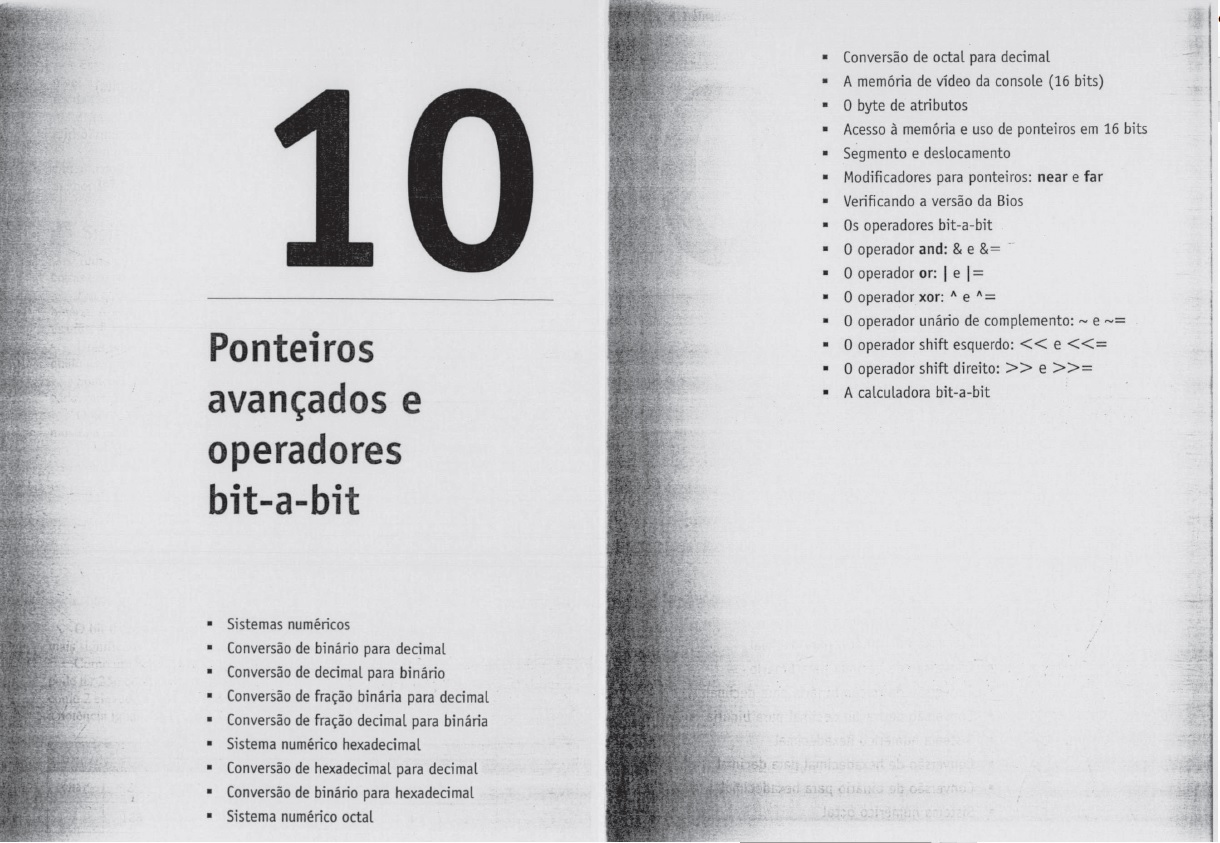 10
Ponteiros
avançados e
operadores
bit-a-bit
▪ Sistemas numéricos
▪ Conversão de binário para decimal
▪ Conversão de decimal para binário
▪ Conversão de fração binária para decimal
▪ Conversão de fração decimal para binária
▪ Sistema numérico hexadecimal
▪ Conversão de hexadecimal para decimal
▪ Conversão de binário para hexadecimal
▪ Sistema numérico octal
▪ Conversão de octal para decimal
▪ A memória de vídeo da console (16 bits)
▪ O byte de atributos
▪ Acesso à memória e uso de ponteiros em 16 bits
▪ Segmento e deslocamento
▪ Modificadores para ponteiros: near e far
▪ Verificando a versão da Bios
▪ Os operadores bit-a-bit
▪ O operador and: & e &=
▪ O operador or: | e |=
▪ O operador xor: ^ e ^=
▪ O operador unário de complemento: ~ e ~=
▪ O operador shift esquerdo: << e <<=
▪ O operador shift direito: >> e >>=
▪ A calculadora bit-a-bit